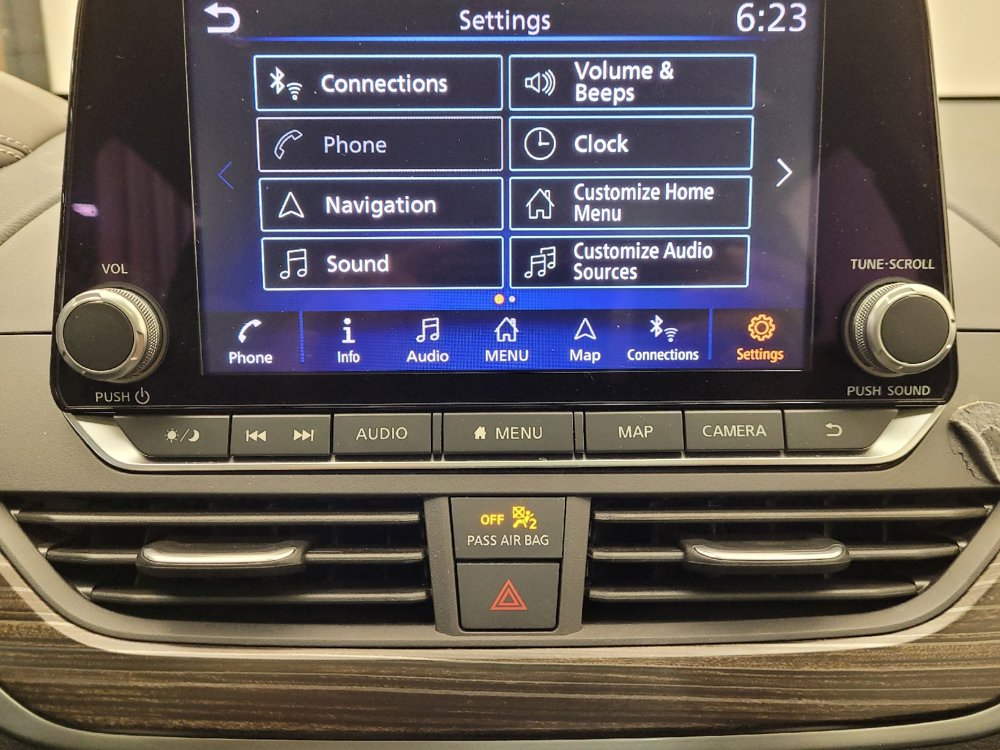 Settings
6:23
Connections
Volume &
Beeps
Phone
Clock
Navigation
Customize Home
Menu
Sound
Customize Audio
Sources
VOL
TUNE·SCROLL
Phone
Info
Audio
MENU
Map
Connections
Settings
PUSH
PUSH SOUND
AUDIO
MENU
MAP
CAMERA
OFF 2
PASS AIR BAG